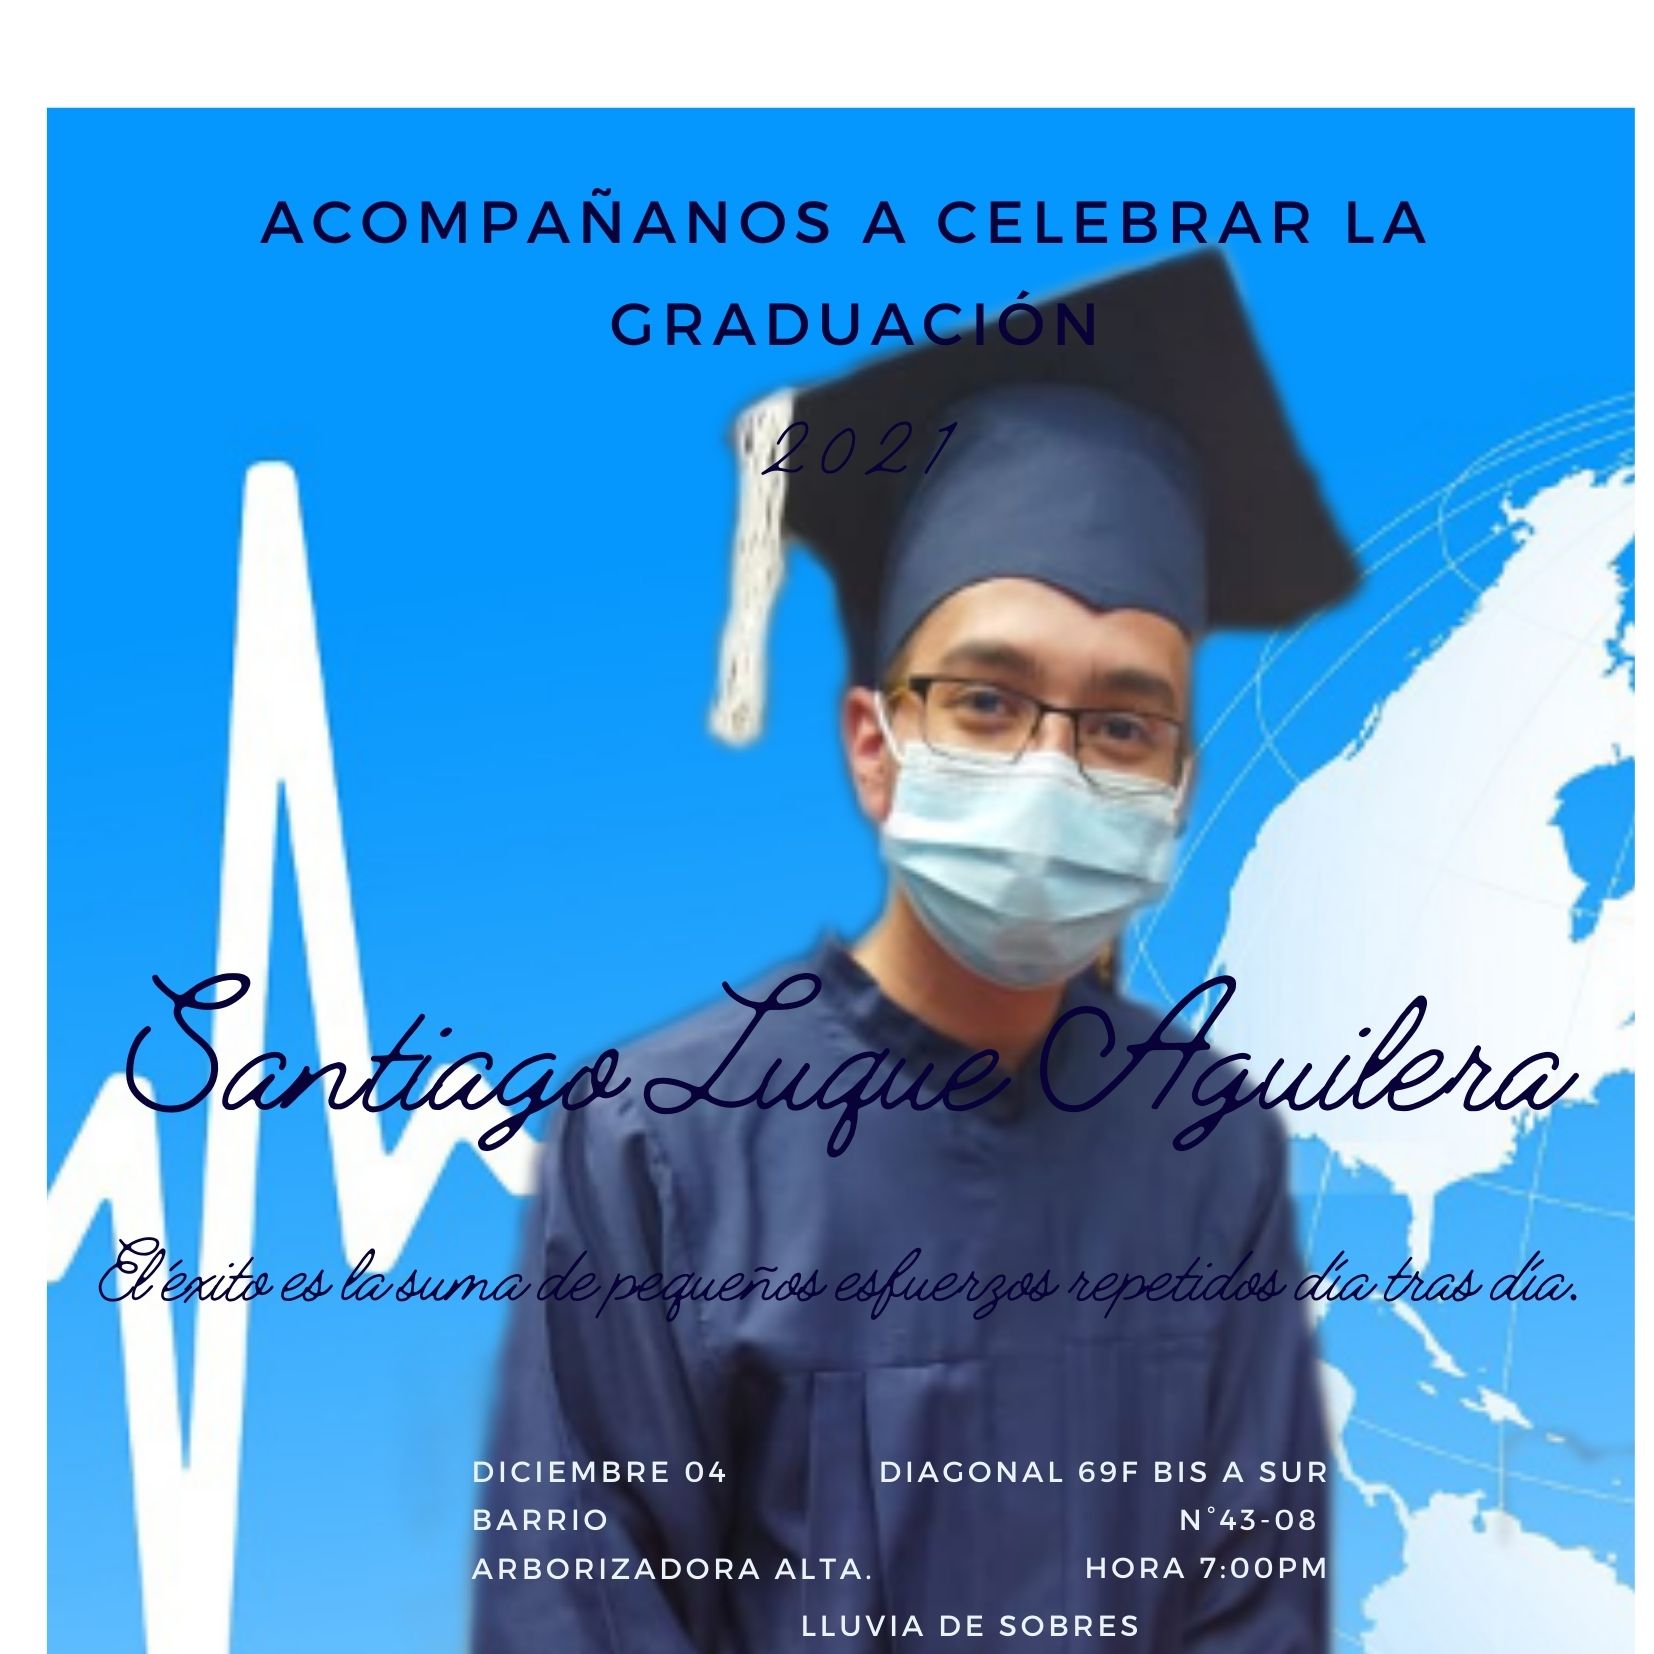 ACOMPAÑANOS A CELEBRAR LA
GRADUACIÓN
2021
Santiago Luque Aguilera
El éxito es la suma de pequeños esfuerzos repetidos día tras día.
DICIEMBRE 04
BARRIO
ARBORIZADORA ALTA.
DIAGONAL 69F BIS A SUR
N°43-08
HORA 7:00PM
LLUVIA DE SOBRES